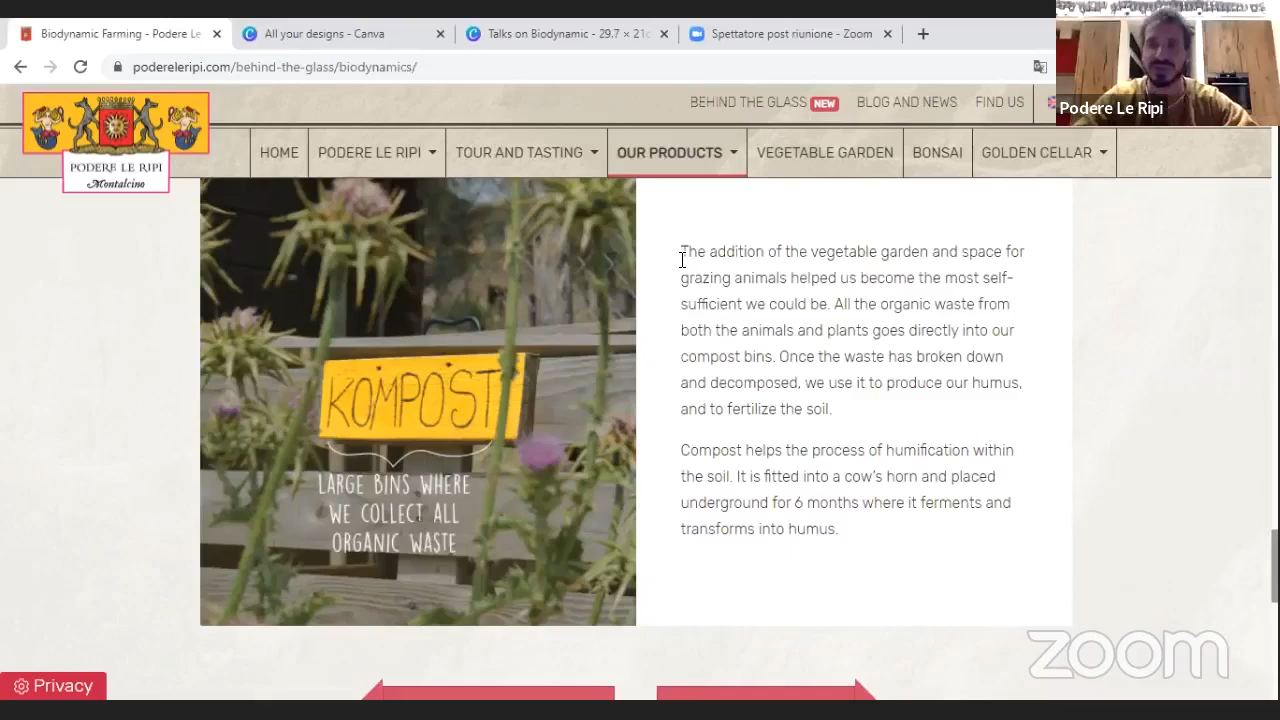 Biodynamic Farming - Podere Le
All your designs - Canva
Talks on Biodynamic - 29.7 × 21c
Spettatore post riunione - Zoom
podereleripi.com/behind-the-glass/biodynamics/
Podere Le Ripi
BEHIND THE GLASS NEW
BLOG AND NEWS
FIND US
PODERE LE RIPI
Montalcino
HOME
PODERE LE RIPI
TOUR AND TASTING
OUR PRODUCTS
VEGETABLE GARDEN
BONSAI
GOLDEN CELLAR
KOMPOST
LARGE BINS WHERE
WE COLLECT ALL
ORGANIC WASTE
The addition of the vegetable garden and space for
grazing animals helped us become the most self-
sufficient we could be. All the organic waste from
both the animals and plants goes directly into our
compost bins. Once the waste has broken down
and decomposed, we use it to produce our humus,
and to fertilize the soil.
Compost helps the process of humification within
the soil. It is fitted into a cow's horn and placed
underground for 6 months where it ferments and
transforms into humus.
zoom
Privacy